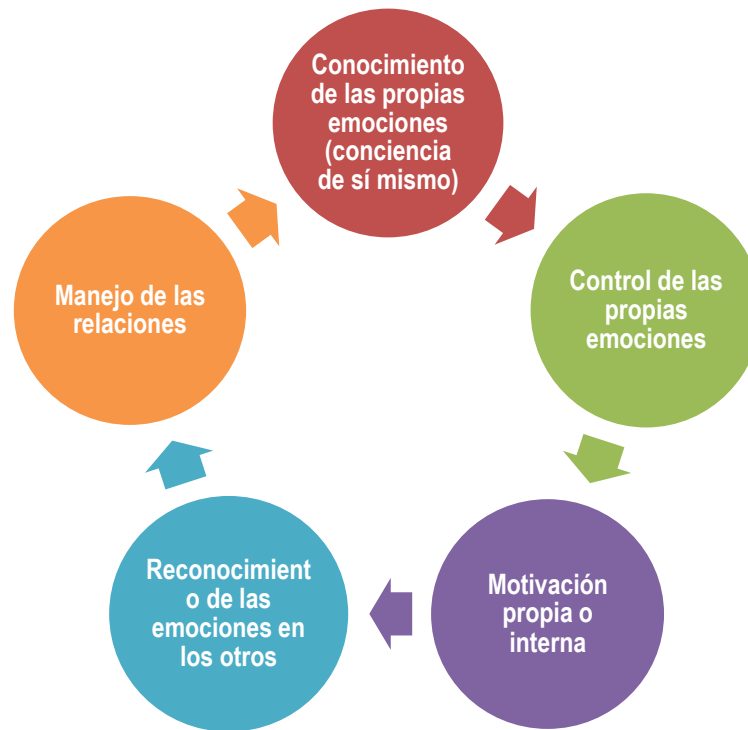 Conocimiento
de las propias
emociones
(conciencia
de sí mismo)
Control de las
propias
emociones
Motivación
propia o
interna
Reconocimient
o de las
emociones en
los otros
Manejo de las
relaciones